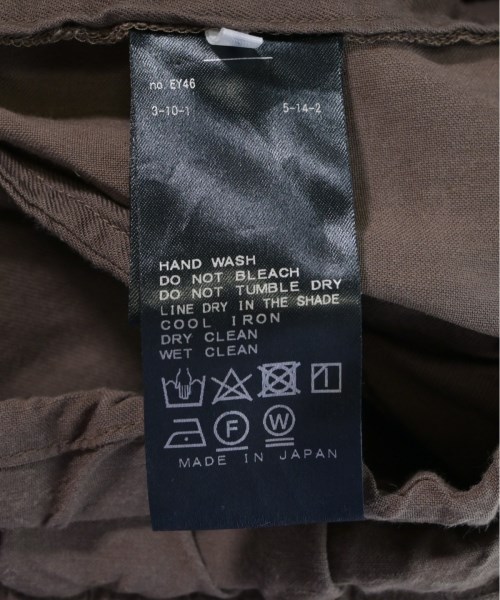 no. EY46
3-10-1 5-14-2
HAND WASH
DO NOT BLEACH
DO NOT TUMBLE DRY
LINE DRY IN THE SHADE
COOL IRON
DRY CLEAN
WET CLEAN
F W
MADE IN JAPAN